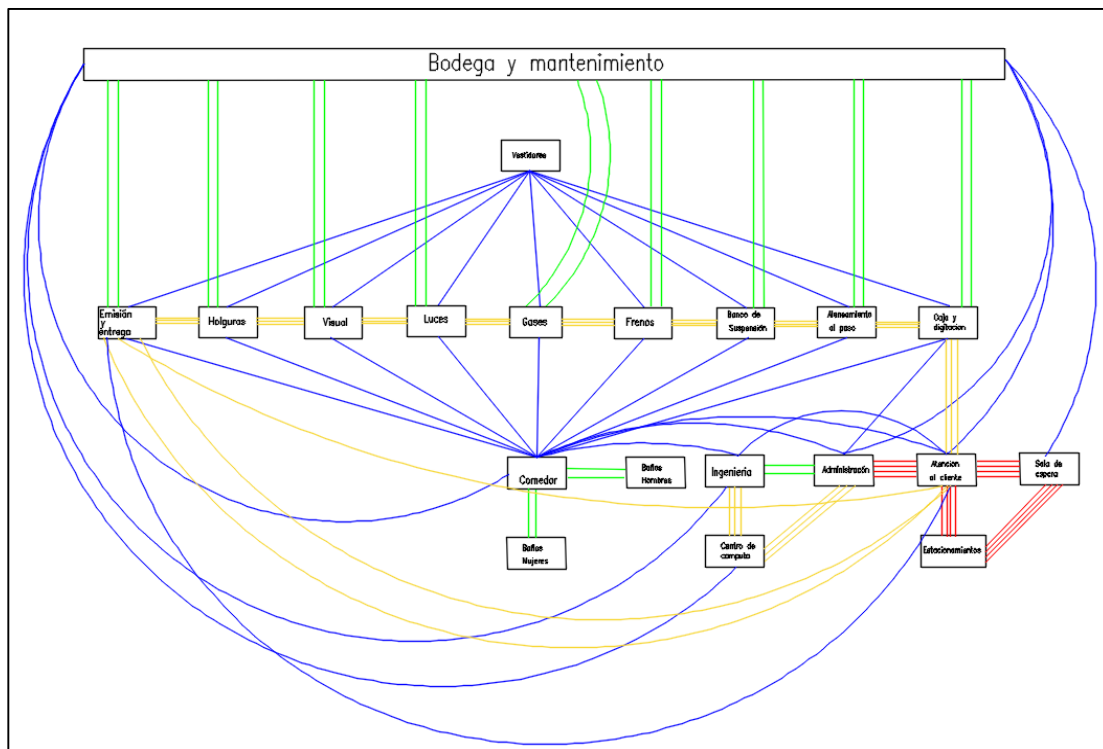 Bodega y mantenimiento
Vestidores
Emisión
y
entrega
Holguras
Visual
Luces
Gases
Frenos
Banco de
Suspensión
Alineamiento
al paso
Caja y
digitacion
Comedor
Baños
Hombres
Ingenieria
Administración
Atencion
al cliente
Sala de
espera
Baños
Mujeres
Centro de
computo
Estacionamientos